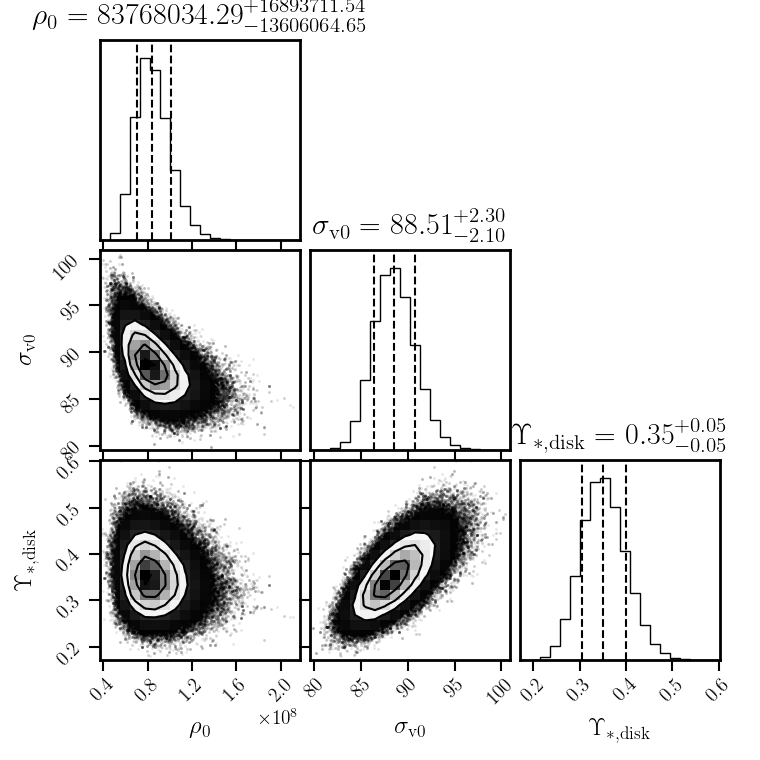 ρ₀ = 83768034.29⁺¹⁶⁸⁹³⁷¹¹·⁵⁴₋₁₃₆₀₆₀₆₄.₆₅
σᵥ₀ = 88.51⁺²·³⁰₋₂.₁₀
100
95
90
85
80
σᵥ₀
ϒ*,disk = 0.35⁺⁰·⁰⁵₋₀.₀₅
0.6
0.5
0.4
0.3
0.2
ϒ*,disk
0.4 0.8 1.2 1.6 2.0
×10⁸
ρ₀
80 85 90 95 100
σᵥ₀
0.2 0.3 0.4 0.5 0.6
ϒ*,disk